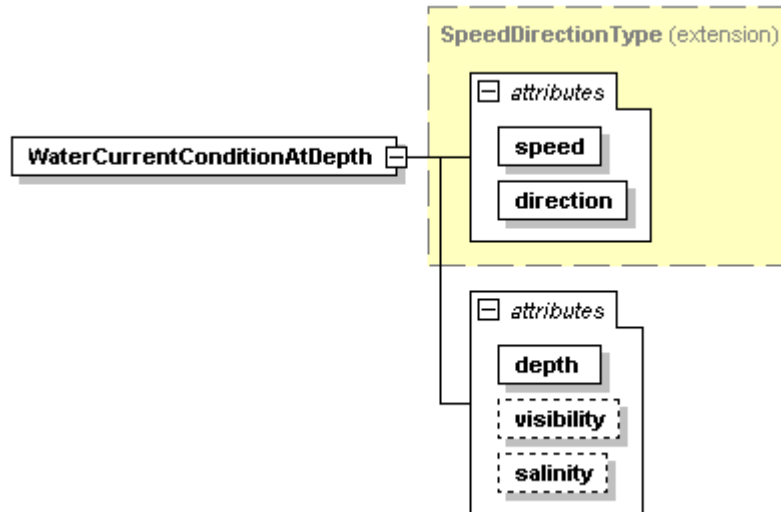 SpeedDirectionType (extension)
attributes
speed
direction
WaterCurrentConditionAtDepth
attributes
depth
visibility
salinity